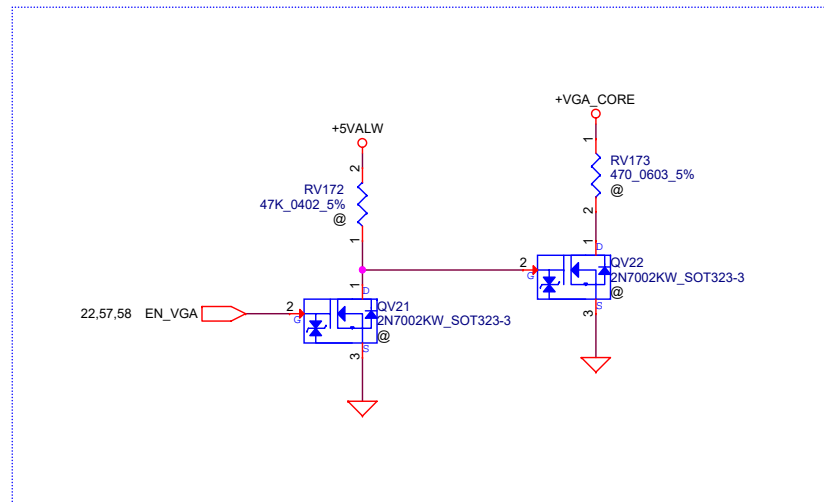 +VGA_CORE
+5VALW
1
RV173
470_0603_5%
@
2
2
RV172
47K_0402_5%
@
1
1
D
2
G
QV22
2N7002KW_SOT323-3
@
S
3
1
D
22,57,58 EN_VGA
2
G
QV21
2N7002KW_SOT323-3
@
S
3